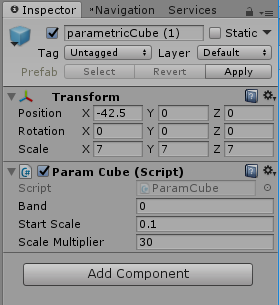 Inspector Navigation Services
parametricCube (1) Static
Tag Untagged Layer Default
Prefab Select Revert Apply
Transform
Position X -42.5 Y 0 Z 0
Rotation X 0 Y 0 Z 0
Scale X 7 Y 7 Z 7
C# Param Cube (Script)
Script ParamCube
Band 0
Start Scale 0.1
Scale Multiplier 30
Add Component